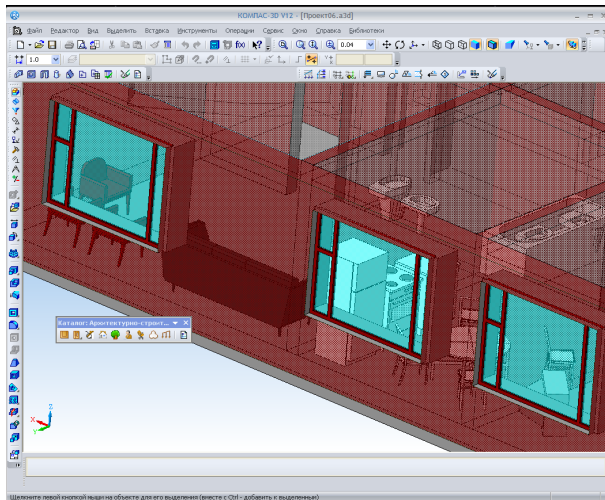 КОМПАС-3D V12 - [Проект06.a3d]
Файл Редактор Вид Выделить Вставка Инструменты Операции Сервис Окно Справка Библиотеки
f(x) 0.04
1.0
Каталог: Архитектурно-строит...
Z
X
Y
Щелкните левой кнопкой мыши на объекте для его выделения (вместе с Ctrl - добавить к выделенным)